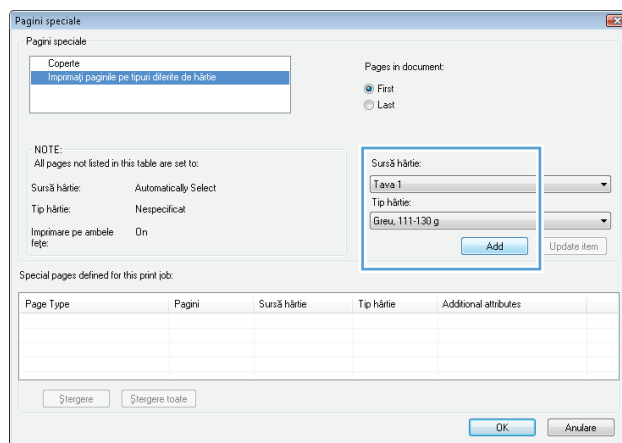 Pagini speciale
Pagini speciale
Coperte
Imprimați paginile pe tipuri diferite de hârtie
Pages in document:
First
Last
NOTE:
All pages not listed in this table are set to:
Sursă hârtie: Automatically Select
Tip hârtie: Nespecificat
Imprimare pe ambele fețe: On
Sursă hârtie:
Tava 1
Tip hârtie:
Greu, 111-130 g
Add Update item
Special pages defined for this print job:
Page Type Pagini Sursă hârtie Tip hârtie Additional attributes
Ștergere Ștergere toate
OK Anulare